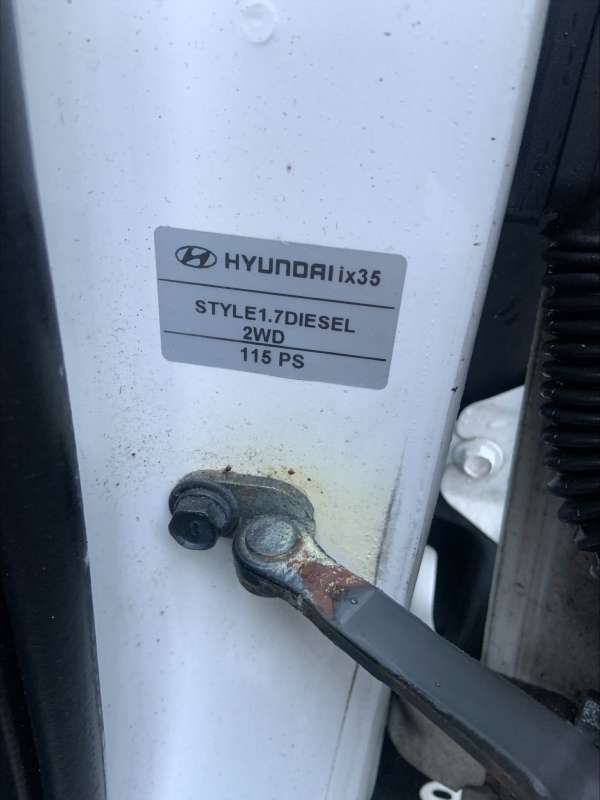 HYUNDAI ix35
STYLE1.7DIESEL
2WD
115 PS